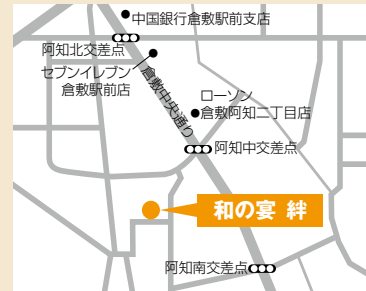 中国銀行倉敷駅前支店
阿知北交差点
セブンイレブン
倉敷駅前店
倉敷中央通り
ローソン
倉敷阿知二丁目店
阿知中交差点
和の宴 絆
阿知南交差点